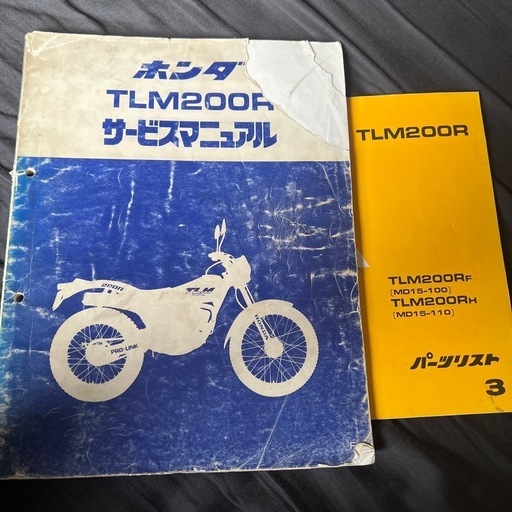 ホンダ
TLM200R
サービスマニュアル
200R
TLM
PRO-LINK
TLM200R
TLM200RF
(MD15-100)
TLM200RH
(MD15-110)
パーツリスト
3